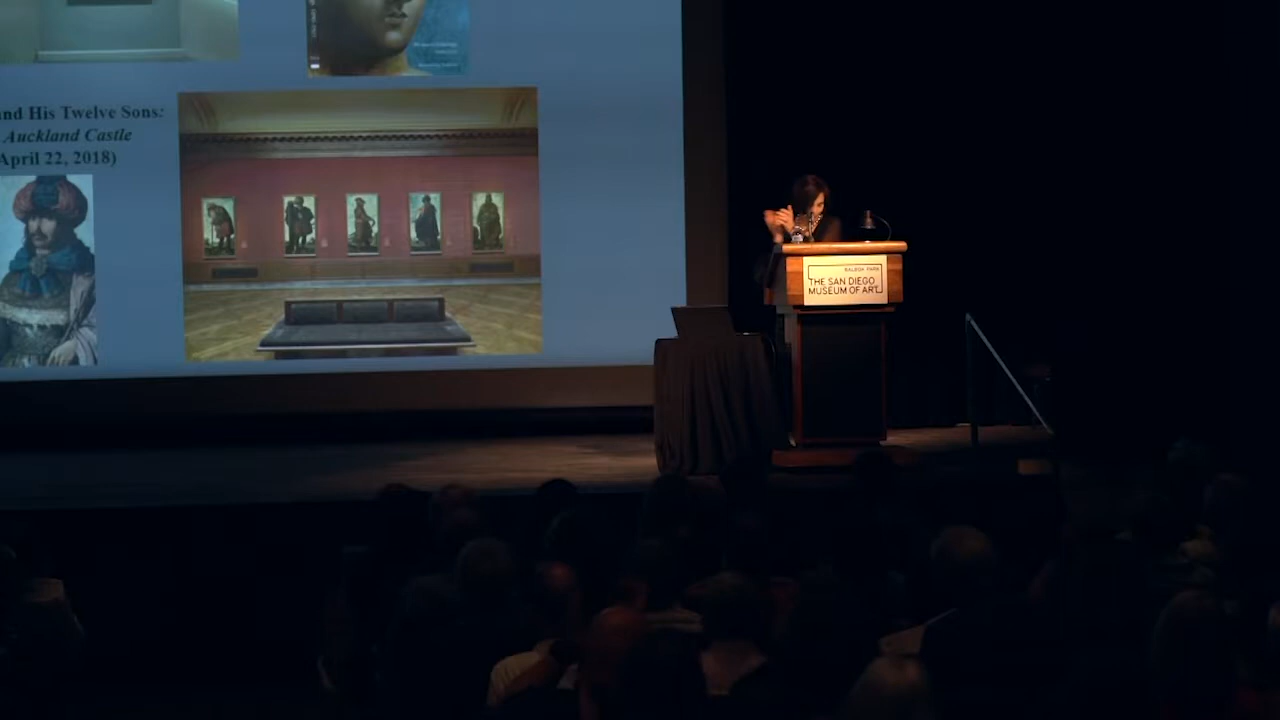 and His Twelve Sons:
Auckland Castle
April 22, 2018)
BALBOA PARK
THE SAN DIEGO
MUSEUM OF ART